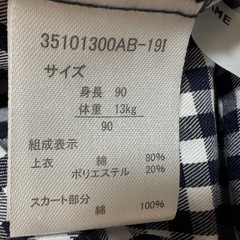 35101300AB-19I
サイズ
身長 90
体重 13kg
90
組成表示
上衣 綿 80%
ポリエステル 20%
スカート部分
綿 100%
AME